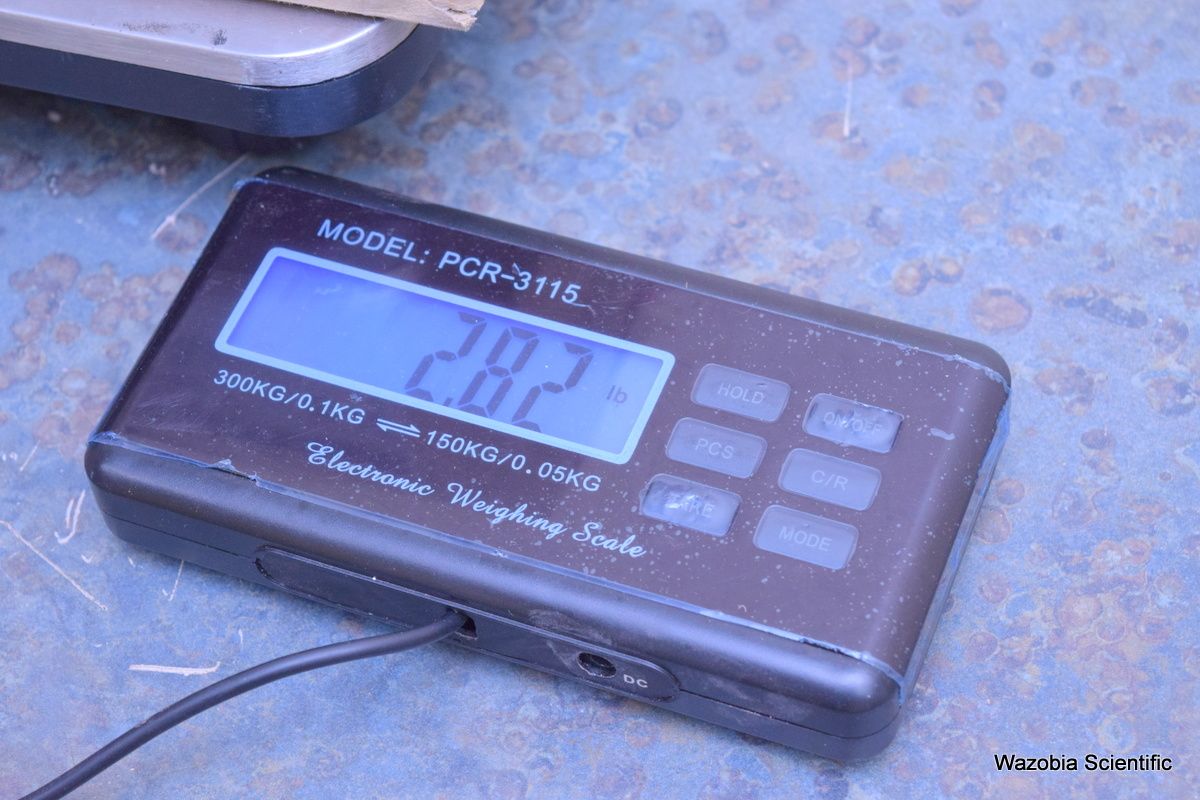 MODEL: PCR-3115
2.82 lb
300KG/0.1KG ⇌ 150KG/0.05KG
Electronic Weighing Scale
HOLD
ON/OFF
PCS
C/R
TARE
MODE
DC
Wazobia Scientific